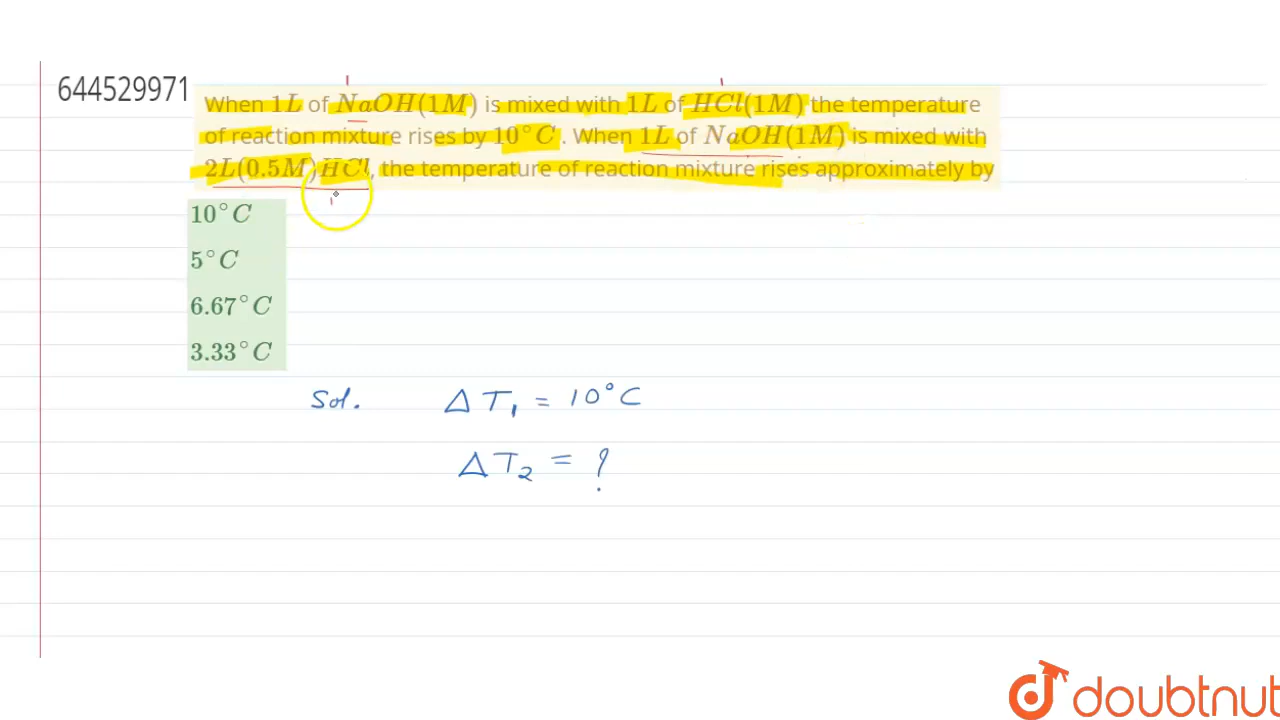 644529971
When 1L of NaOH(1M) is mixed with 1L of HCl(1M) the temperature
of reaction mixture rises by 10°C. When 1L of NaOH(1M) is mixed with
2L(0.5M)HCl, the temperature of reaction mixture rises approximately by
10°C
5°C
6.67°C
3.33°C
Sol. ΔT₁ = 10°C
ΔT₂ = ?
doubtnut